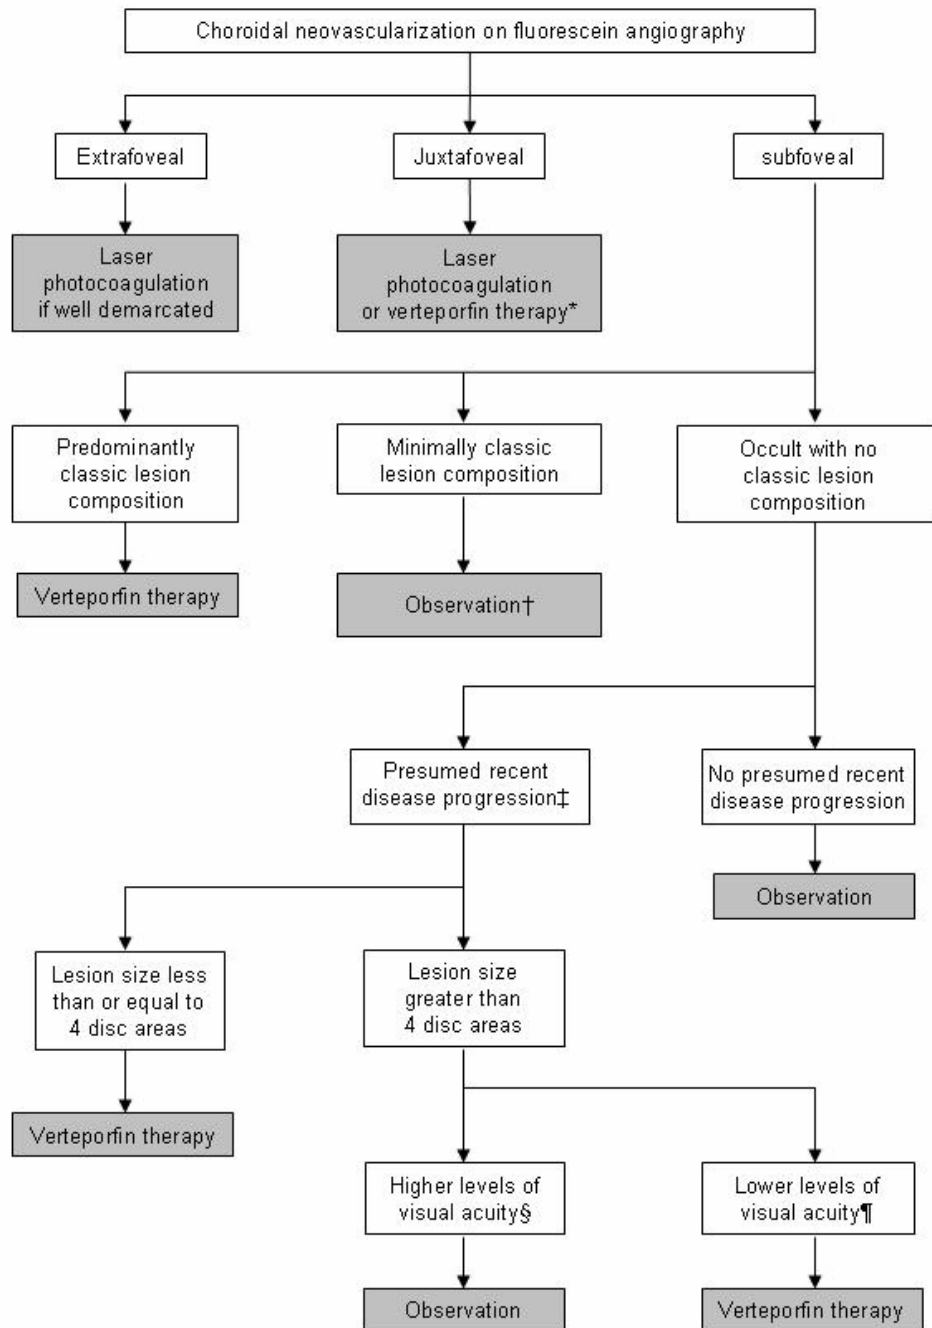 Choroidal neovascularization on fluorescein angiography
Extrafoveal
Juxtafoveal
subfoveal
Laser
photocoagulation
if well demarcated
Laser
photocoagulation
or verteporfin therapy*
Predominantly
classic lesion
composition
Minimally classic
lesion composition
Occult with no
classic lesion
composition
Verteporfin therapy
Observation†
Presumed recent
disease progression‡
No presumed recent
disease progression
Observation
Lesion size less
than or equal to
4 disc areas
Lesion size
greater than
4 disc areas
Verteporfin therapy
Higher levels of
visual acuity§
Lower levels of
visual acuity¶
Observation
Verteporfin therapy